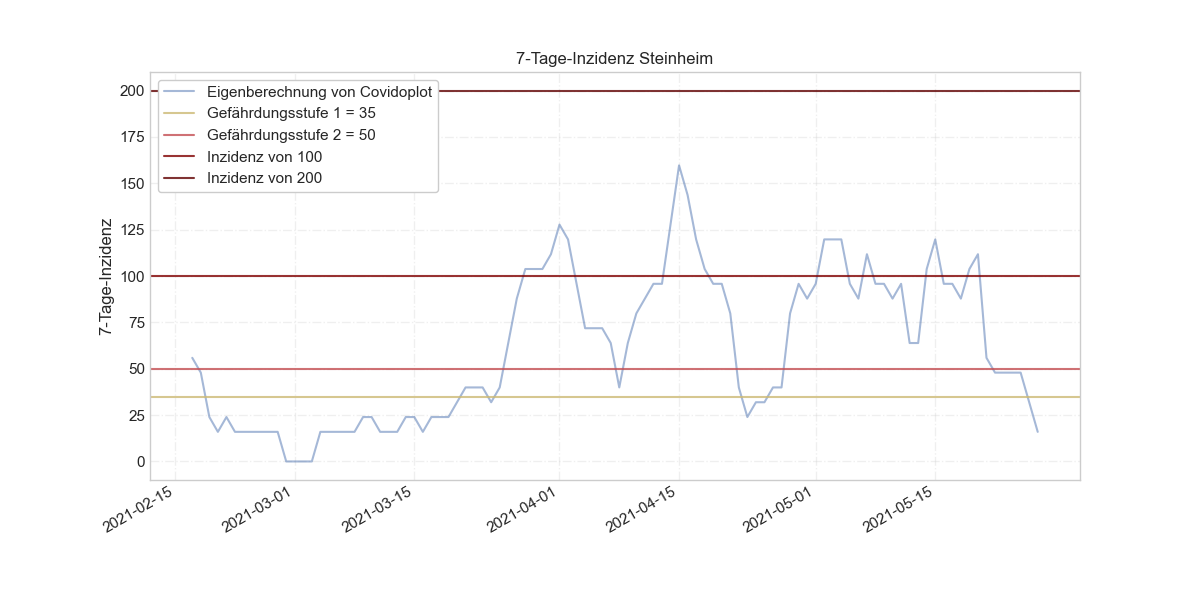 7-Tage-Inzidenz Steinheim
Eigenberechnung von Covidoplot
Gefährdungsstufe 1 = 35
Gefährdungsstufe 2 = 50
Inzidenz von 100
Inzidenz von 200
7-Tage-Inzidenz
200
175
150
125
100
75
50
25
0
2021-02-15
2021-03-01
2021-03-15
2021-04-01
2021-04-15
2021-05-01
2021-05-15